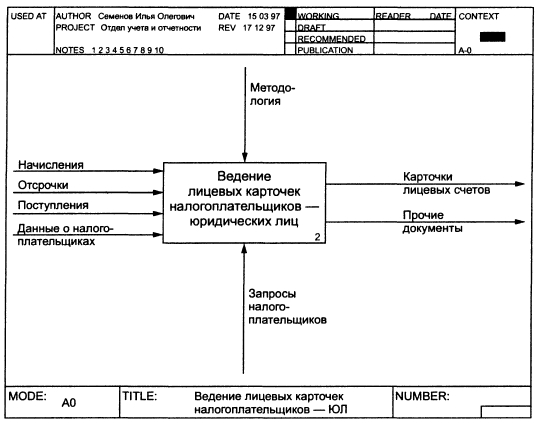 USED AT
AUTHOR Семенов Илья Олегович
DATE 15 03 97
PROJECT Отдел учета и отчетности
REV 17 12 97
NOTES 1 2 3 4 5 6 7 8 9 10
WORKING
DRAFT
RECOMMENDED
PUBLICATION
READER DATE
CONTEXT
A-0
Методо-
логия
Начисления
Отсрочки
Поступления
Данные о налого-
плательщиках
Ведение
лицевых карточек
налогоплательщиков —
юридических лиц
2
Карточки
лицевых счетов
Прочие
документы
Запросы
налого-
плательщиков
MODE: A0
TITLE: Ведение лицевых карточек
налогоплательщиков — ЮЛ
NUMBER: